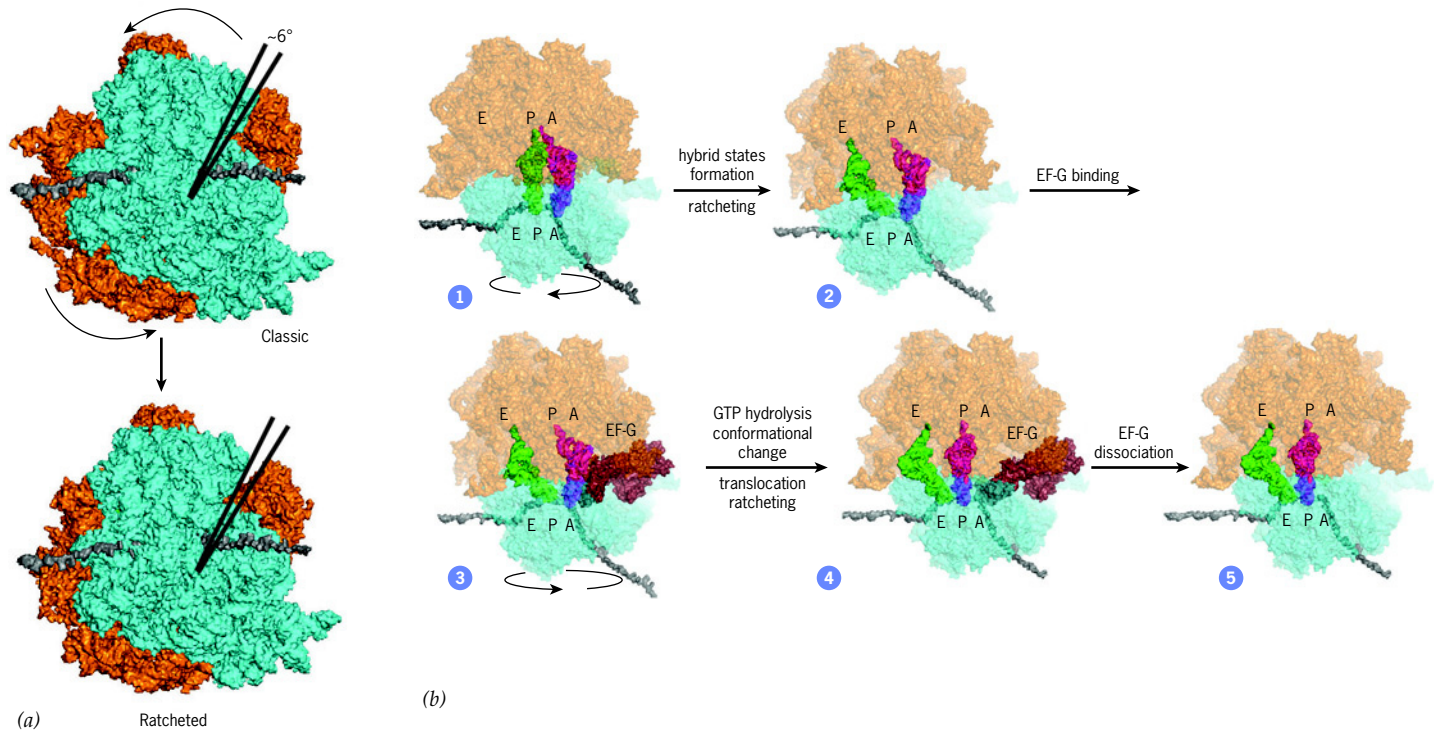 ~6°
Classic
Ratcheted
(a)
E P A
E P A
1
hybrid states
formation
ratcheting
E P A
E P A
2
EF-G binding
E P A
EF-G
E P A
3
GTP hydrolysis
conformational
change
translocation
ratcheting
E P A
EF-G
E P A
4
EF-G
dissociation
E P A
E P A
5
(b)